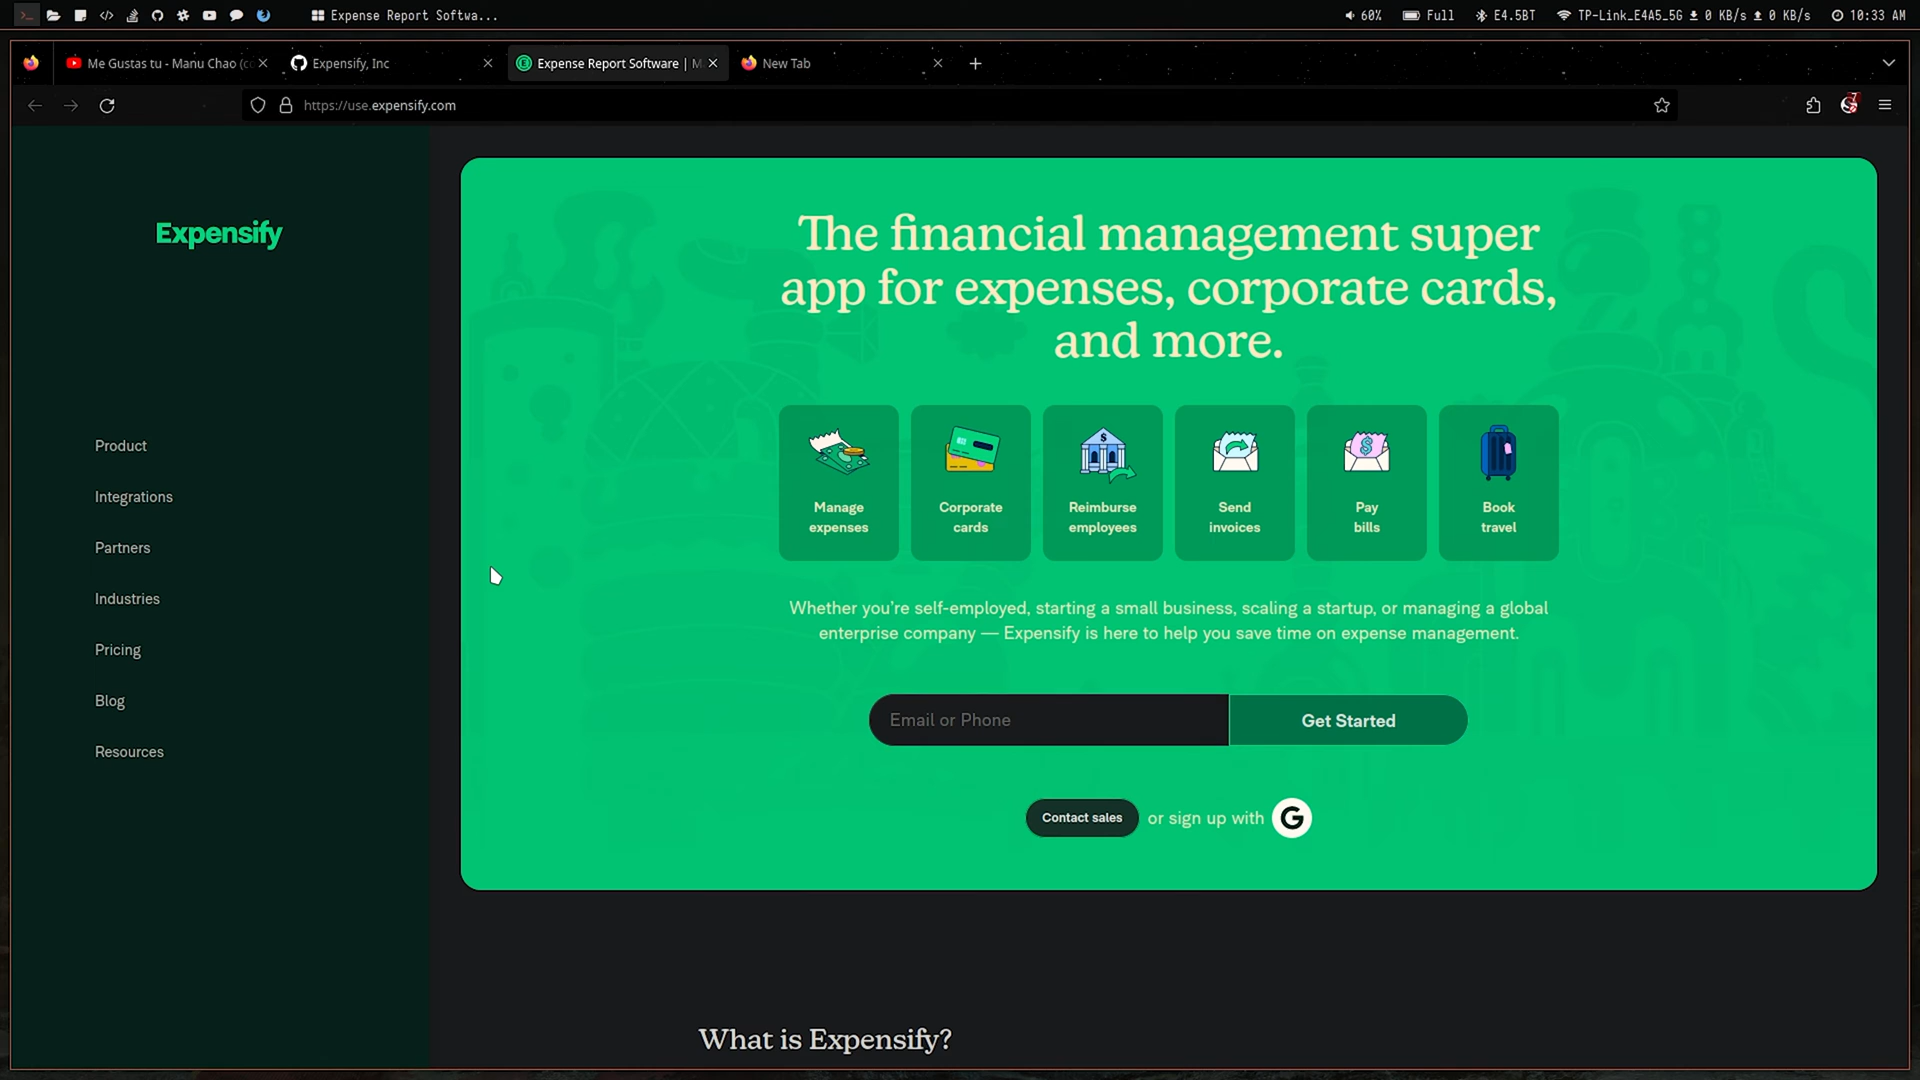 Expense Report Softwa...
60%
Full
E4.5BT
TP-Link_E4A5_5G
0 KB/s
0 KB/s
10:33 AM
Me Gustas tu - Manu Chao (c
Expensify, Inc
Expense Report Software | M
New Tab
https://use.expensify.com
7
Expensify
Product
Integrations
Partners
Industries
Pricing
Blog
Resources
The financial management super
app for expenses, corporate cards,
and more.
Manage
expenses
Corporate
cards
Reimburse
employees
Send
invoices
Pay
bills
Book
travel
Whether you’re self-employed, starting a small business, scaling a startup, or managing a global
enterprise company — Expensify is here to help you save time on expense management.
Email or Phone
Get Started
Contact sales
or sign up with
G
What is Expensify?